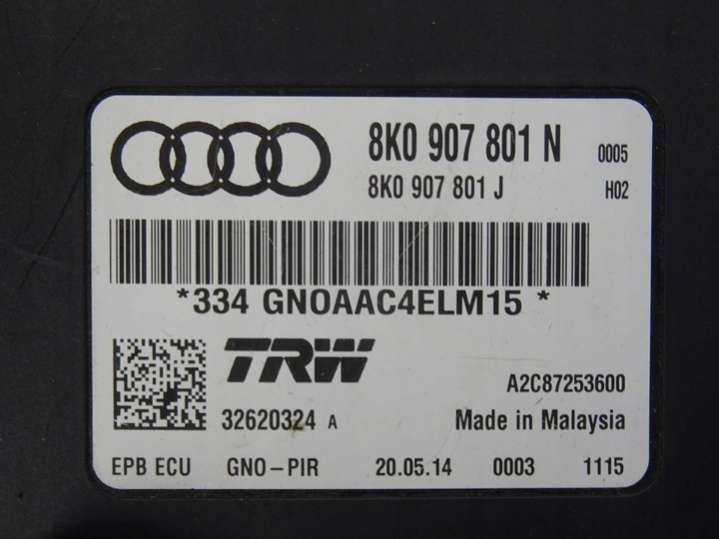 8K0 907 801 N 0005
8K0 907 801 J H02
*334 GNOAAC4ELM15 *
TRW
A2C87253600
32620324 A Made in Malaysia
EPB ECU GNO-PIR 20.05.14 0003 1115